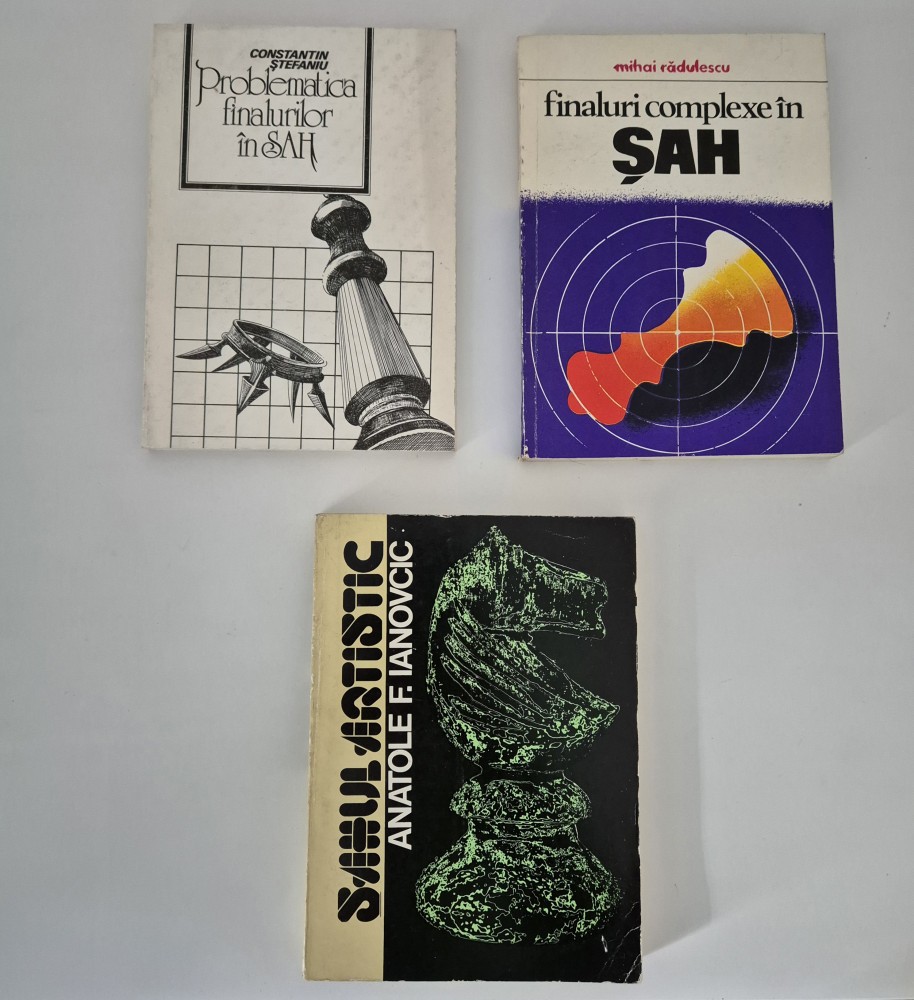 CONSTANTIN
ȘTEFANIU
Problematica
finalurilor
în ȘAH
mihai rădulescu
finaluri complexe în
ȘAH
ȘAHUL ARTISTIC
ANATOLE F. IANOVCIC